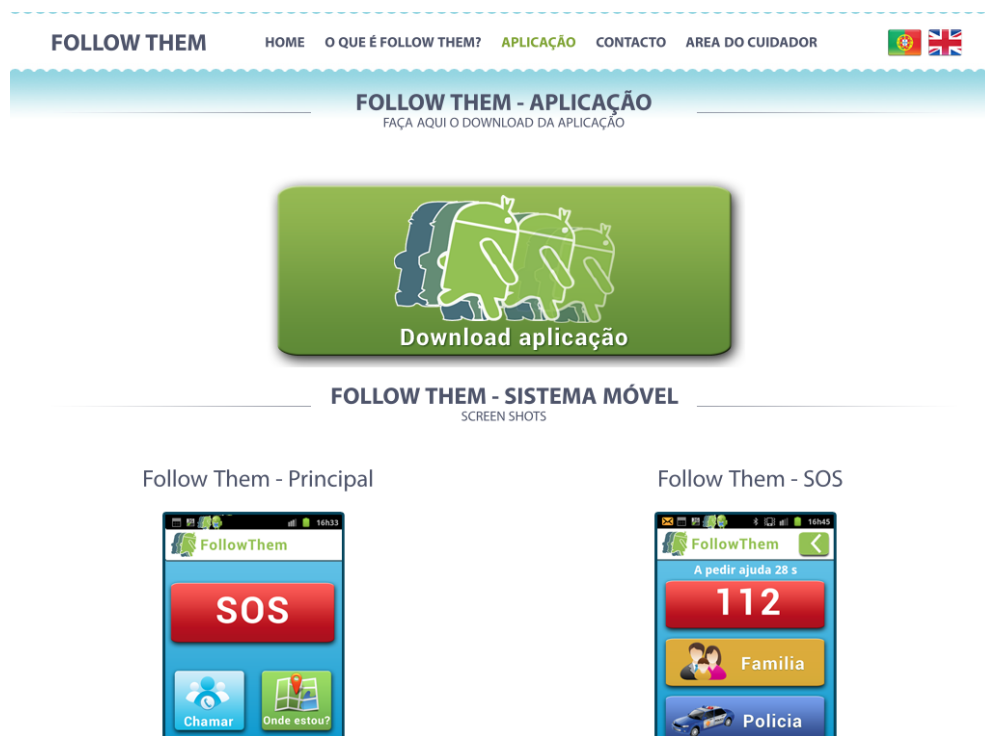 FOLLOW THEM HOME O QUE É FOLLOW THEM? APLICAÇÃO CONTACTO AREA DO CUIDADOR
FOLLOW THEM - APLICAÇÃO
FAÇA AQUI O DOWNLOAD DA APLICAÇÃO
Download aplicação
FOLLOW THEM - SISTEMA MÓVEL
SCREEN SHOTS
Follow Them - Principal
16h33
FollowThem
SOS
Chamar
Onde estou?
Follow Them - SOS
16h45
FollowThem
A pedir ajuda 28 s
112
Familia
Policia